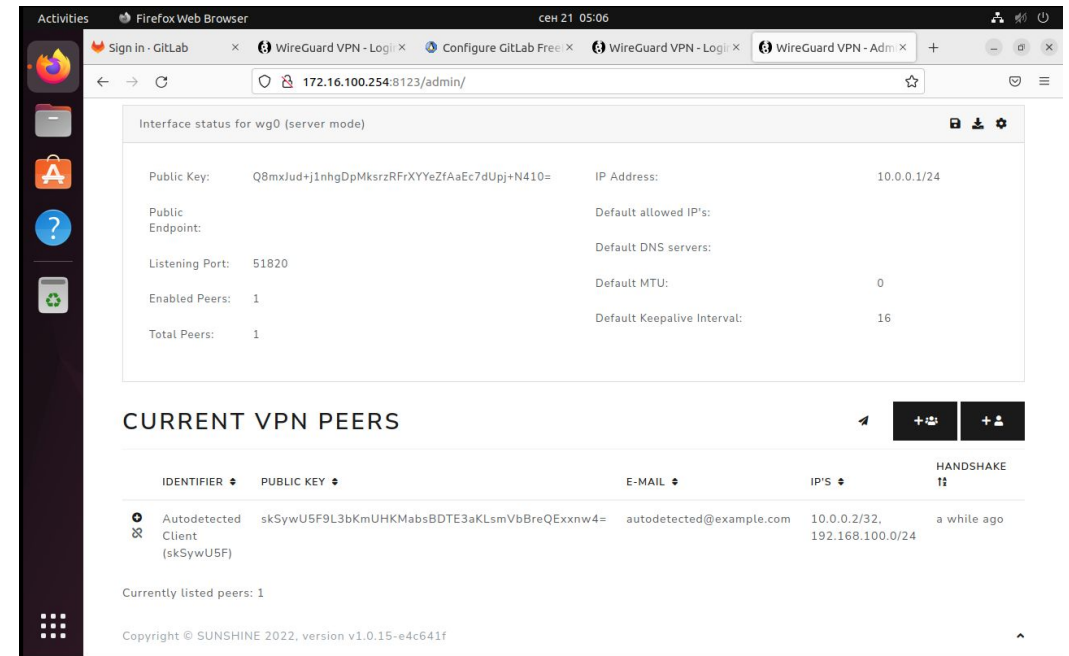 Activities Firefox Web Browser сен 21 05:06
Sign in · GitLab WireGuard VPN - Login Configure GitLab Free WireGuard VPN - Login WireGuard VPN - Adm
172.16.100.254:8123/admin/
Interface status for wg0 (server mode)
Public Key: Q8mxJud+j1nhgDpMksrzRFrXYYeZfAaEc7dUpj+N410= IP Address: 10.0.0.1/24
Public Endpoint: Default allowed IP's:
Default DNS servers:
Listening Port: 51820
Default MTU: 0
Enabled Peers: 1
Default Keepalive Interval: 16
Total Peers: 1
CURRENT VPN PEERS
IDENTIFIER PUBLIC KEY E-MAIL IP'S HANDSHAKE
Autodetected skSywU5F9L3bKmUHKMabsBDTE3aKLsmVbBreQExxnw4= autodetected@example.com 10.0.0.2/32, a while ago
Client 192.168.100.0/24
(skSywU5F)
Currently listed peers: 1
Copyright © SUNSHINE 2022, version v1.0.15-e4c641f